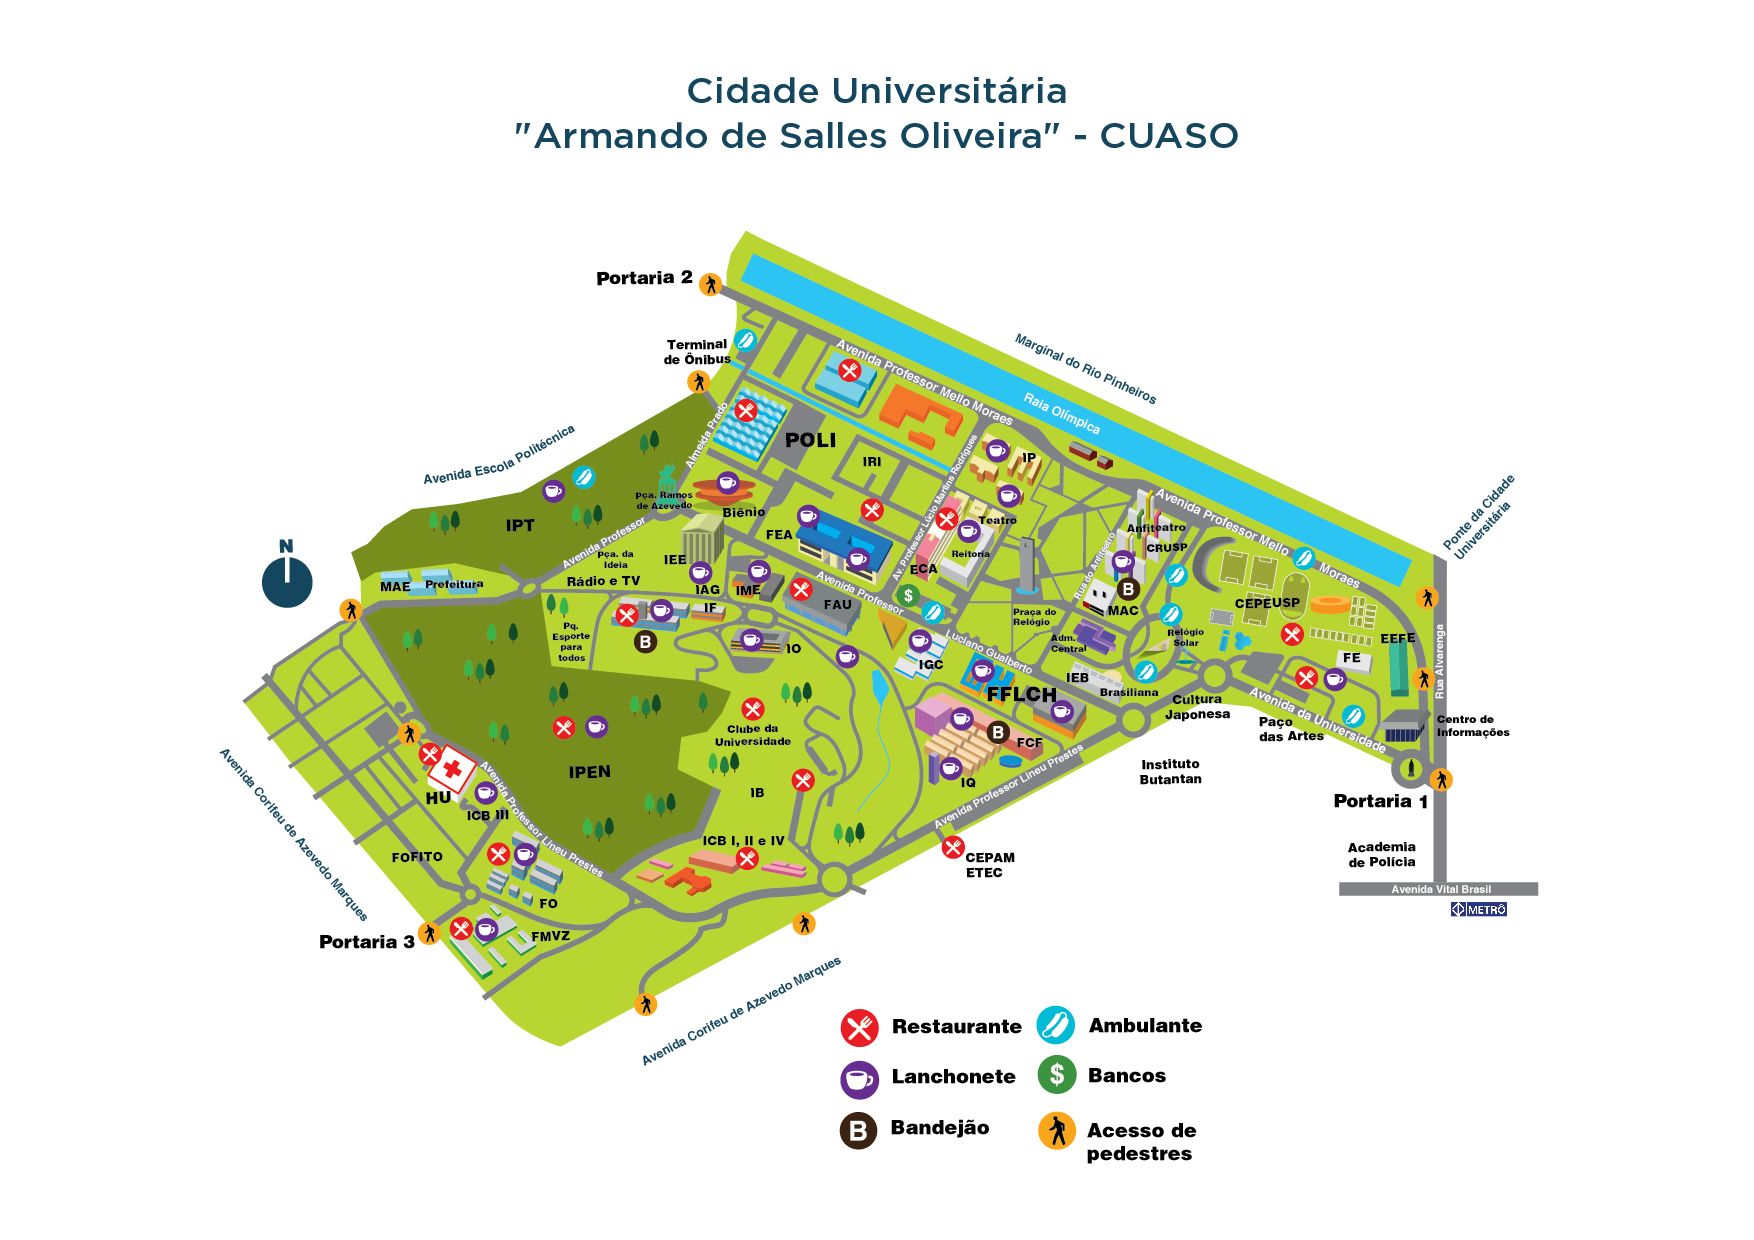 Cidade Universitária
"Armando de Salles Oliveira" - CUASO
Portaria 2
Terminal
de Ônibus
Marginal do Rio Pinheiros
Raia Olímpica
Avenida Professor Mello Moraes
Avenida Escola Politécnica
Almeida Prado
POLI
IRI
IP
Ponte da Cidade
Universitária
Pça. Ramos
de Azevedo
Biênio
IPT
Avenida Professor
FEA
Av. Professor Lúcio Martins Rodrigues
Teatro
Reitoria
ECA
Anfiteatro
CRUSP
Rua do Anfiteatro
Avenida Professor Mello
Moraes
N
IEE
Pça. da
Ideia
Rádio e TV
MAE
Prefeitura
IAG
IME
IF
FAU
Avenida Professor
Luciano Gualberto
Praça do
Relógio
MAC
Adm.
Central
Relógio
Solar
CEPEUSP
EEFE
FE
Rua Alvarenga
Pq.
Esporte
para
todos
B
B
$
IO
IGC
FFLCH
IEB
Brasiliana
Cultura
Japonesa
Avenida da Universidade
Paço
das Artes
Centro de
Informações
Clube da
Universidade
B
FCF
IQ
Avenida Professor Lineu Prestes
Instituto
Butantan
Portaria 1
IPEN
IB
HU
ICB III
Avenida Professor Lineu Prestes
Avenida Corifeu de Azevedo Marques
FOFITO
ICB I, II e IV
CEPAM
ETEC
Academia
de Polícia
Avenida Vital Brasil
METRÔ
FO
FMVZ
Portaria 3
Avenida Corifeu de Azevedo Marques
Restaurante
Ambulante
Lanchonete
$ Bancos
B Bandejão
Acesso de
pedestres